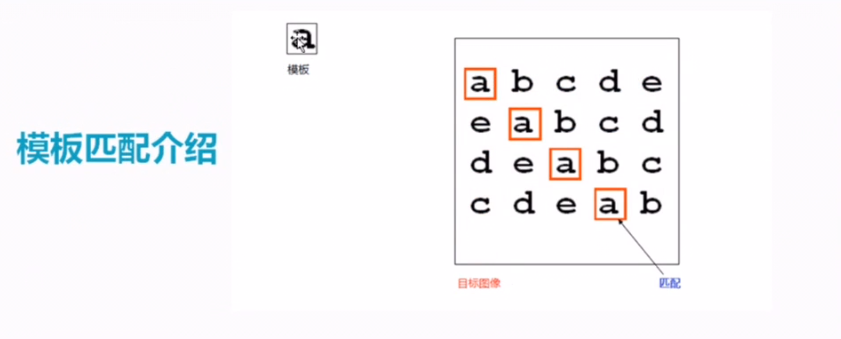 a
模板
模板匹配介绍
a b c d e
e a b c d
d e a b c
c d e a b
目标图像
匹配